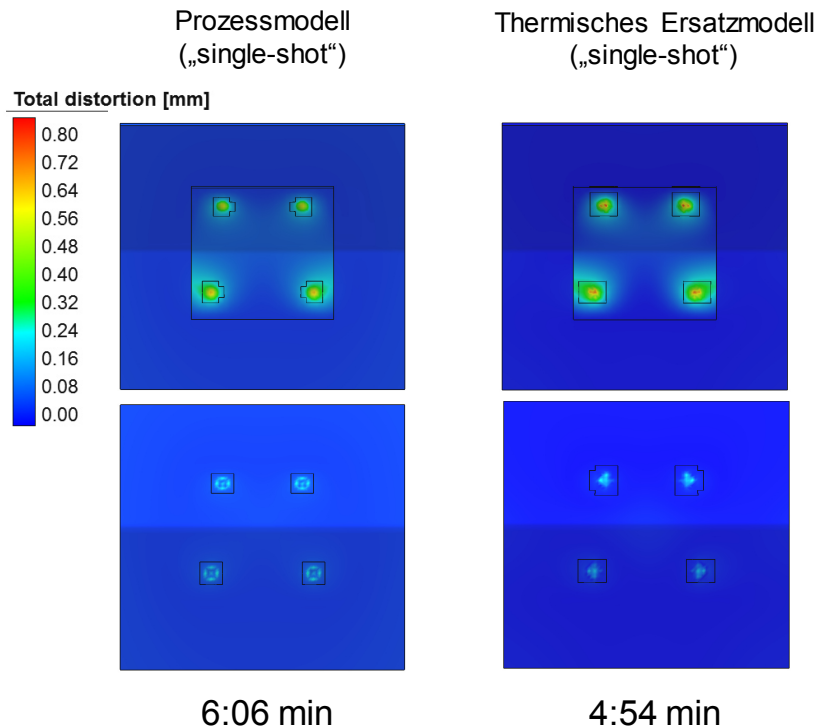 Prozessmodell
(„single-shot“)
Thermisches Ersatzmodell
(„single-shot“)
Total distortion [mm]
0.80
0.72
0.64
0.56
0.48
0.40
0.32
0.24
0.16
0.08
0.00
6:06 min
4:54 min